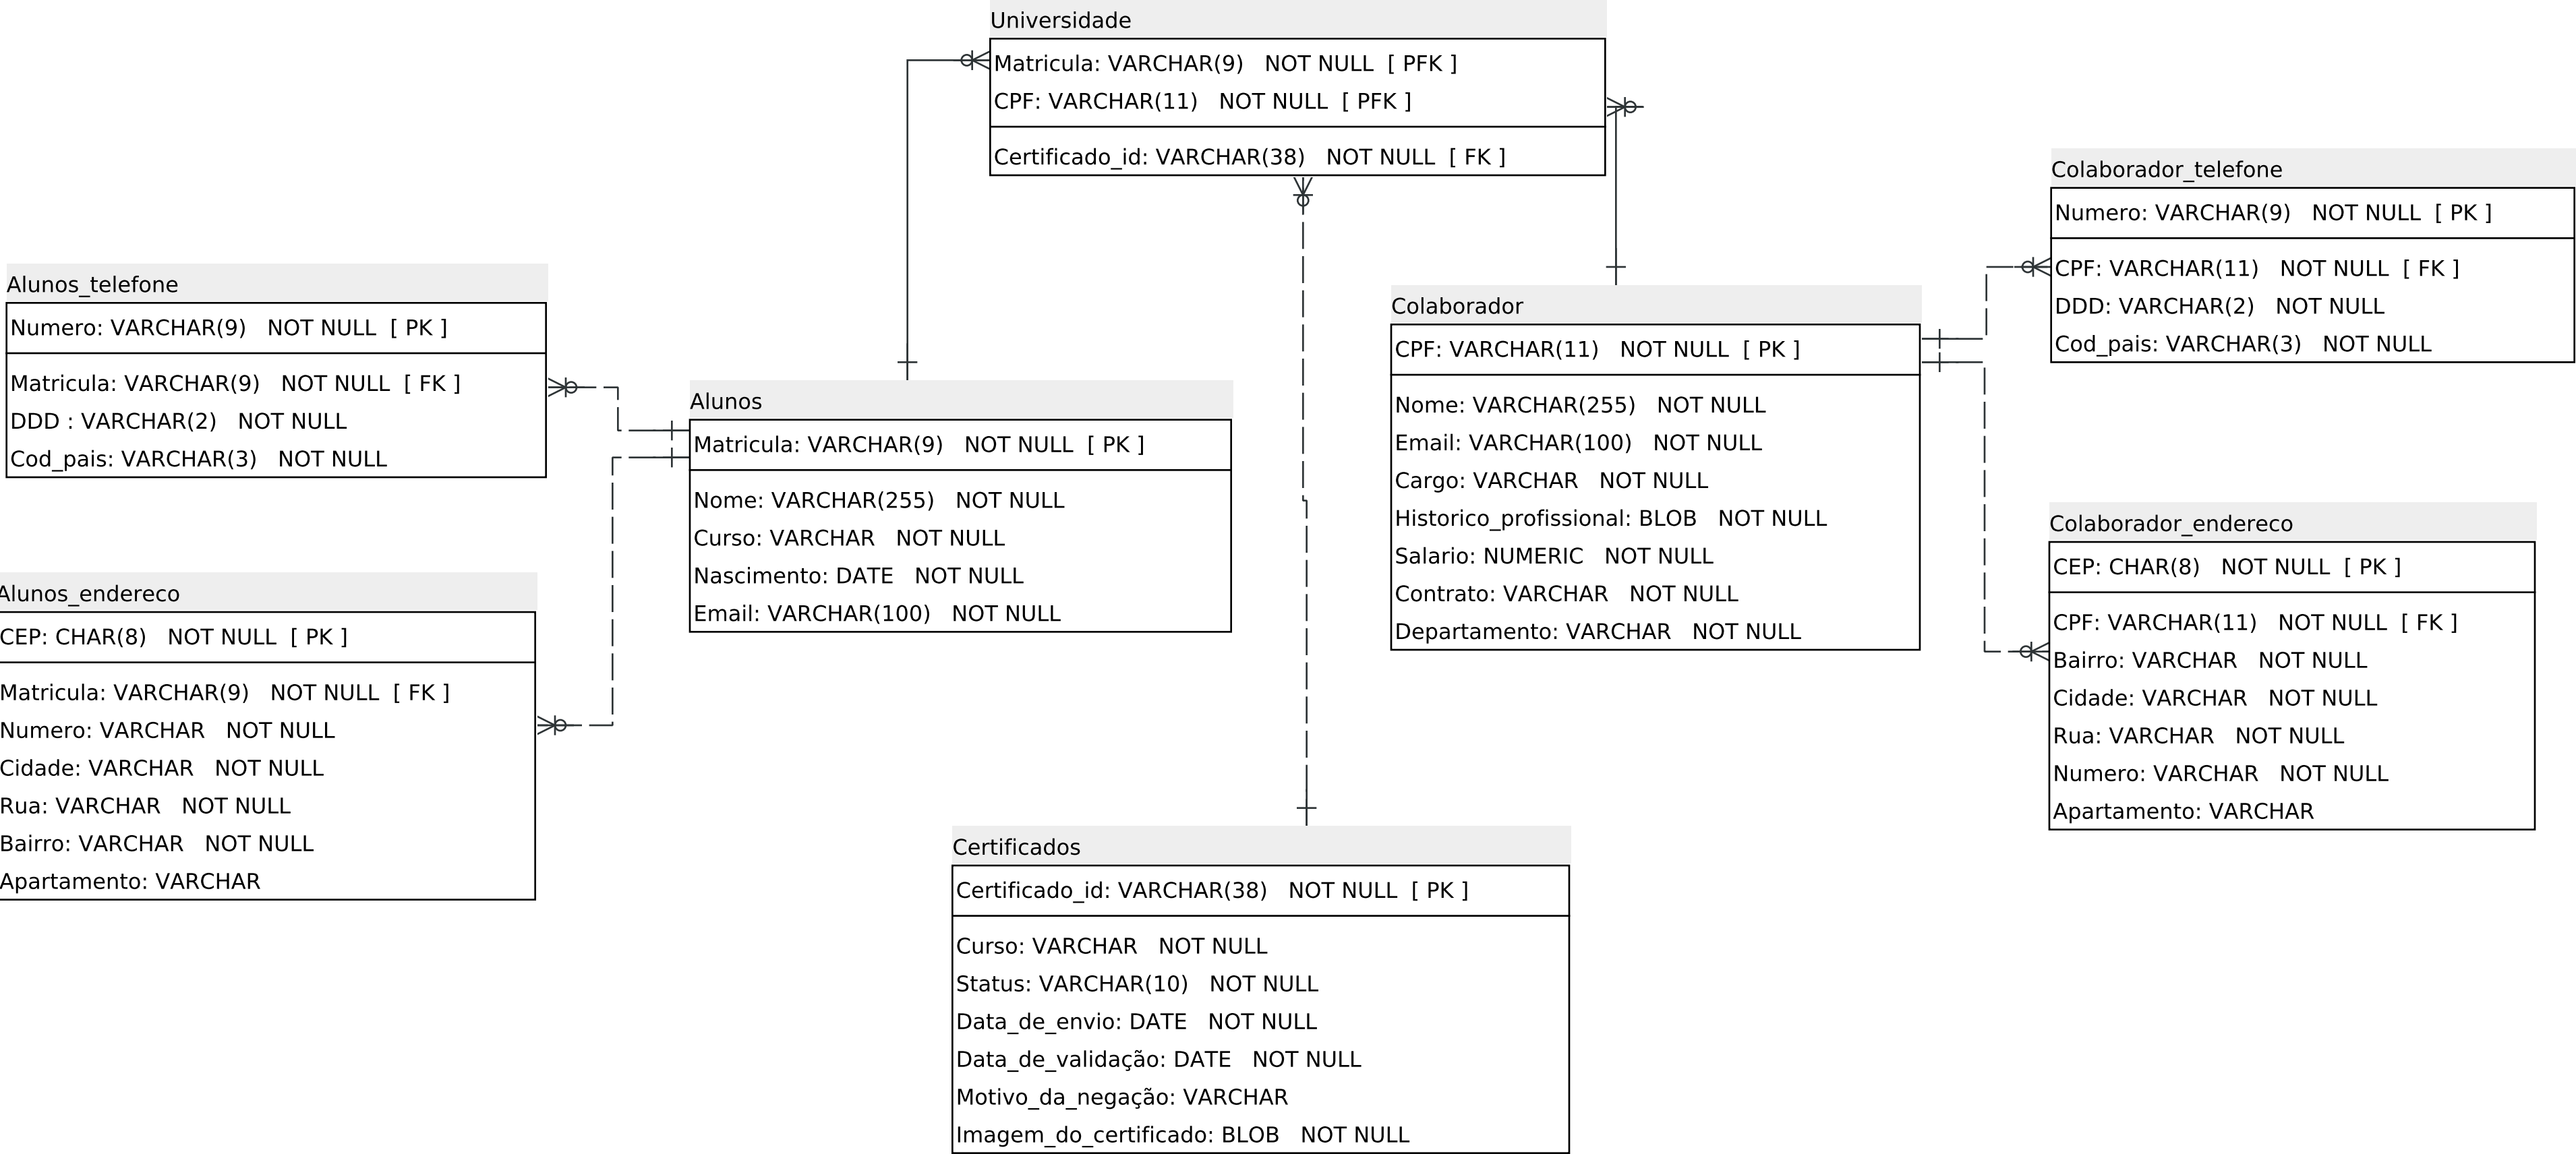 Universidade
Matricula: VARCHAR(9) NOT NULL [ PFK ]
CPF: VARCHAR(11) NOT NULL [ PFK ]
Certificado_id: VARCHAR(38) NOT NULL [ FK ]
Colaborador_telefone
Numero: VARCHAR(9) NOT NULL [ PK ]
CPF: VARCHAR(11) NOT NULL [ FK ]
DDD: VARCHAR(2) NOT NULL
Cod_pais: VARCHAR(3) NOT NULL
Alunos_telefone
Numero: VARCHAR(9) NOT NULL [ PK ]
Matricula: VARCHAR(9) NOT NULL [ FK ]
DDD : VARCHAR(2) NOT NULL
Cod_pais: VARCHAR(3) NOT NULL
Colaborador
CPF: VARCHAR(11) NOT NULL [ PK ]
Nome: VARCHAR(255) NOT NULL
Email: VARCHAR(100) NOT NULL
Cargo: VARCHAR NOT NULL
Historico_profissional: BLOB NOT NULL
Salario: NUMERIC NOT NULL
Contrato: VARCHAR NOT NULL
Departamento: VARCHAR NOT NULL
Alunos
Matricula: VARCHAR(9) NOT NULL [ PK ]
Nome: VARCHAR(255) NOT NULL
Curso: VARCHAR NOT NULL
Nascimento: DATE NOT NULL
Email: VARCHAR(100) NOT NULL
Colaborador_endereco
CEP: CHAR(8) NOT NULL [ PK ]
CPF: VARCHAR(11) NOT NULL [ FK ]
Bairro: VARCHAR NOT NULL
Cidade: VARCHAR NOT NULL
Rua: VARCHAR NOT NULL
Numero: VARCHAR NOT NULL
Apartamento: VARCHAR
Alunos_endereco
CEP: CHAR(8) NOT NULL [ PK ]
Matricula: VARCHAR(9) NOT NULL [ FK ]
Numero: VARCHAR NOT NULL
Cidade: VARCHAR NOT NULL
Rua: VARCHAR NOT NULL
Bairro: VARCHAR NOT NULL
Apartamento: VARCHAR
Certificados
Certificado_id: VARCHAR(38) NOT NULL [ PK ]
Curso: VARCHAR NOT NULL
Status: VARCHAR(10) NOT NULL
Data_de_envio: DATE NOT NULL
Data_de_validação: DATE NOT NULL
Motivo_da_negação: VARCHAR
Imagem_do_certificado: BLOB NOT NULL